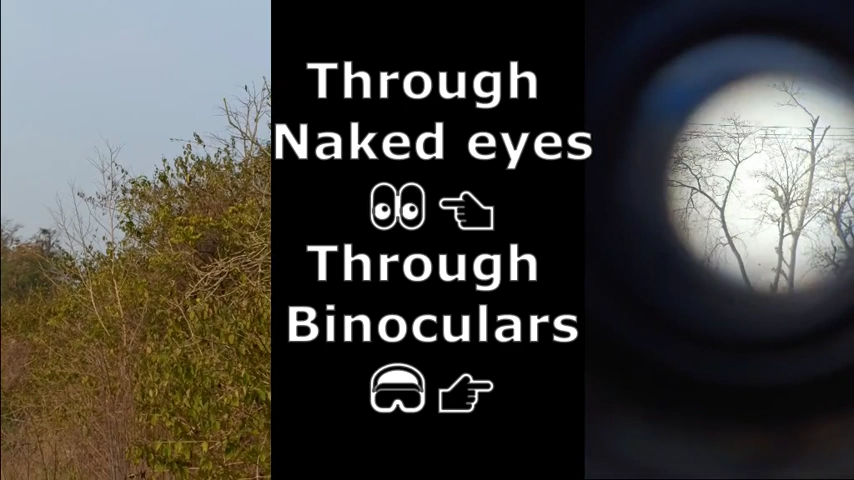 Through
Naked eyes
👀 👈
Through
Binoculars
🥽 👉